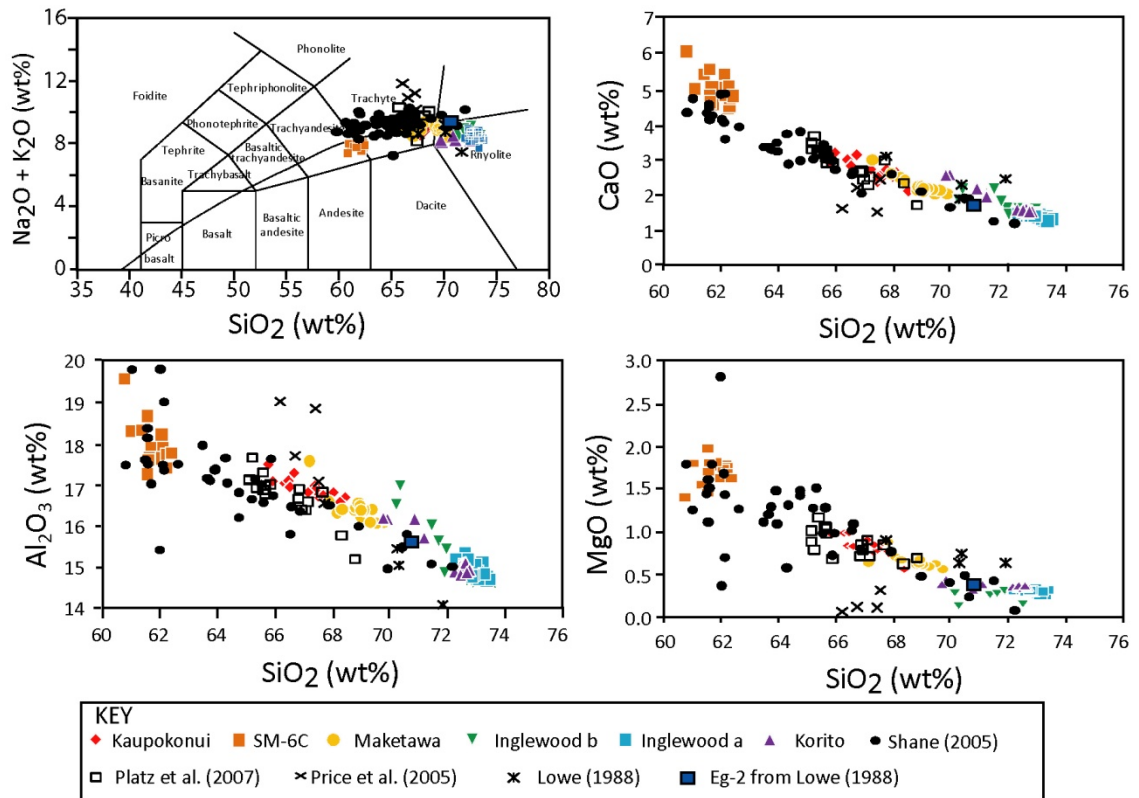 Na2O + K2O (wt%)
16
12
8
4
0
35 40 45 50 55 60 65 70 75 80
SiO2 (wt%)
Phonolite
Foidite
Tephriphonolite
Trachyte
Phonotephrite
Trachyandesite
Tephrite
Basaltic trachyandesite
Rhyolite
Basanite
Trachybasalt
Picro basalt
Basalt
Basaltic andesite
Andesite
Dacite
CaO (wt%)
7
6
5
4
3
2
1
0
60 62 64 66 68 70 72 74 76
SiO2 (wt%)
Al2O3 (wt%)
20
19
18
17
16
15
14
60 62 64 66 68 70 72 74 76
SiO2 (wt%)
MgO (wt%)
3.0
2.5
2.0
1.5
1.0
0.5
0.0
60 62 64 66 68 70 72 74 76
SiO2 (wt%)
KEY
Kaupokonui SM-6C Maketawa Inglewood b Inglewood a Korito Shane (2005)
Platz et al. (2007) Price et al. (2005) Lowe (1988) Eg-2 from Lowe (1988)